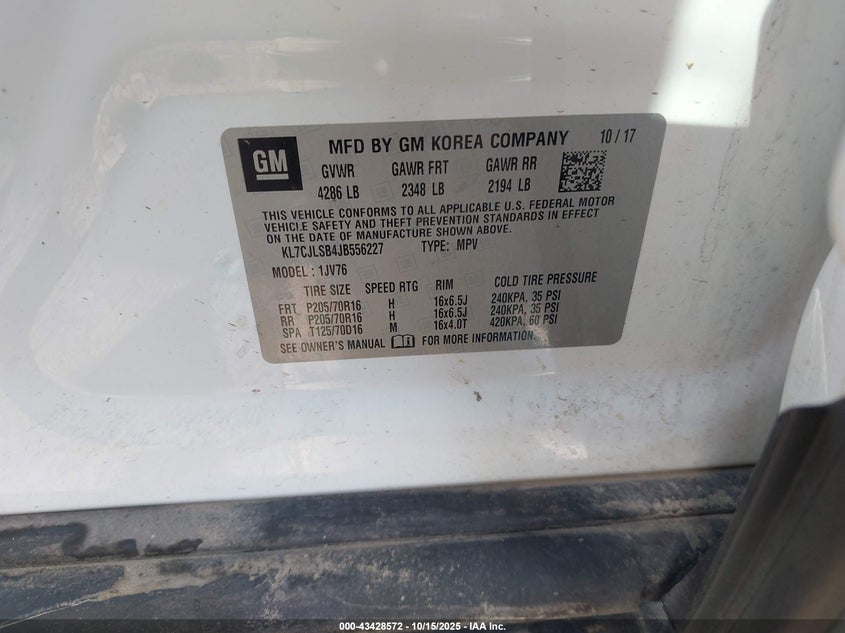 GM
MFD BY GM KOREA COMPANY 10 / 17
GVWR GAWR FRT GAWR RR
4286 LB 2348 LB 2194 LB
THIS VEHICLE CONFORMS TO ALL APPLICABLE U.S. FEDERAL MOTOR
VEHICLE SAFETY AND THEFT PREVENTION STANDARDS IN EFFECT
ON THE DATE OF MANUFACTURE SHOWN ABOVE.
KL7CJLSB4JB556227 TYPE: MPV
MODEL: 1JV76
TIRE SIZE SPEED RTG RIM COLD TIRE PRESSURE
FRT P205/70R16 H 16x6.5J 240KPA, 35 PSI
RR P205/70R16 H 16x6.5J 240KPA, 35 PSI
SPA T125/70D16 M 16x4.0T 420KPA, 60 PSI
SEE OWNER'S MANUAL FOR MORE INFORMATION.
000-43428572 - 10/15/2025 - IAA Inc.